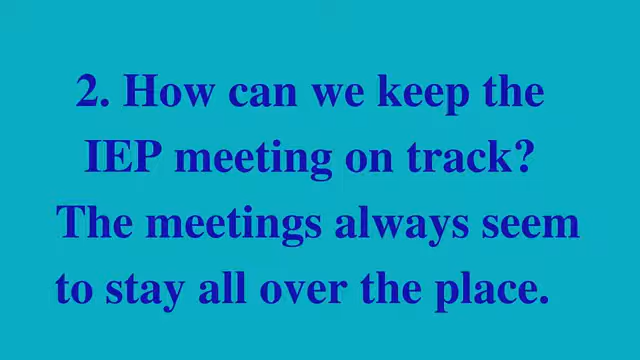 2. How can we keep the
IEP meeting on track?
The meetings always seem
to stay all over the place.